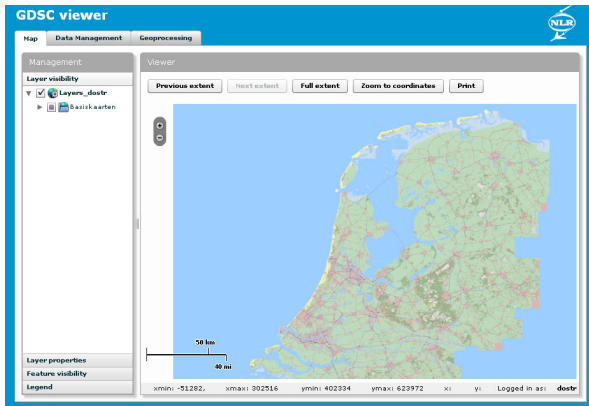 GDSC viewer
NLR
Map Data Management Geoprocessing
Management
Viewer
Layer visibility
Previous extent Next extent Full extent Zoom to coordinates Print
Layers_dostr
Basiskaarten
50 km
40 mi
Layer properties
Feature visibility
Legend
xmin: -51282, xmax: 302516 ymin: 402334 ymax: 623972 x: y: Logged in as: dostr